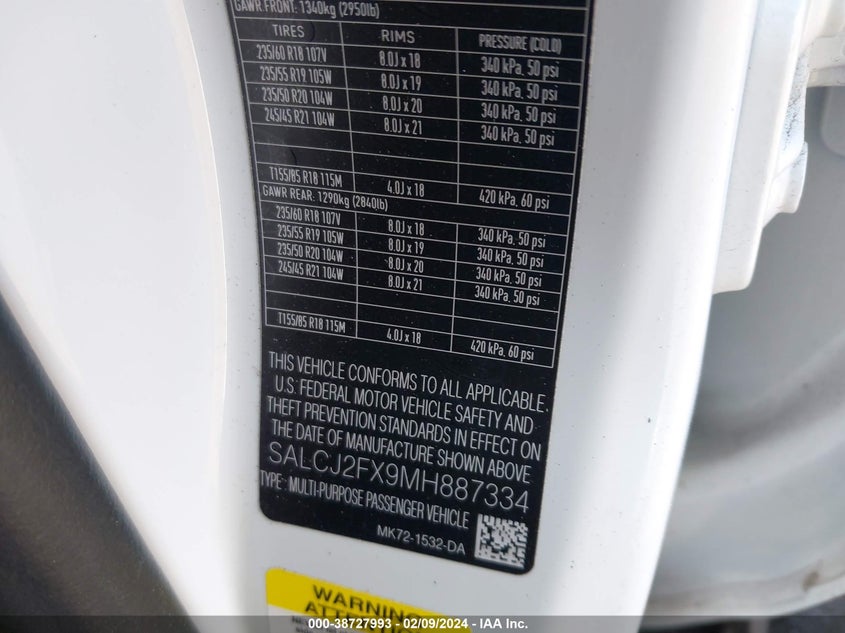 GAWR FRONT: 1340kg (2950lb)
TIRES RIMS PRESSURE (COLD)
235/60 R18 107V 8.0J x 18 340 kPa, 50 psi
235/55 R19 105W 8.0J x 19 340 kPa, 50 psi
235/50 R20 104W 8.0J x 20 340 kPa, 50 psi
245/45 R21 104W 8.0J x 21 340 kPa, 50 psi
T155/85 R18 115M 4.0J x 18 420 kPa, 60 psi
GAWR REAR: 1290kg (2840lb)
235/60 R18 107V 8.0J x 18 340 kPa, 50 psi
235/55 R19 105W 8.0J x 19 340 kPa, 50 psi
235/50 R20 104W 8.0J x 20 340 kPa, 50 psi
245/45 R21 104W 8.0J x 21 340 kPa, 50 psi
T155/85 R18 115M 4.0J x 18 420 kPa, 60 psi
THIS VEHICLE CONFORMS TO ALL APPLICABLE
U.S. FEDERAL MOTOR VEHICLE SAFETY AND
THEFT PREVENTION STANDARDS IN EFFECT ON
THE DATE OF MANUFACTURE SHOWN ABOVE
SALCJ2FX9MH887334
TYPE: MULTI-PURPOSE PASSENGER VEHICLE
MK72-1532-DA
WARNING
ATTENTION
000-38727993 - 02/09/2024 - IAA Inc.